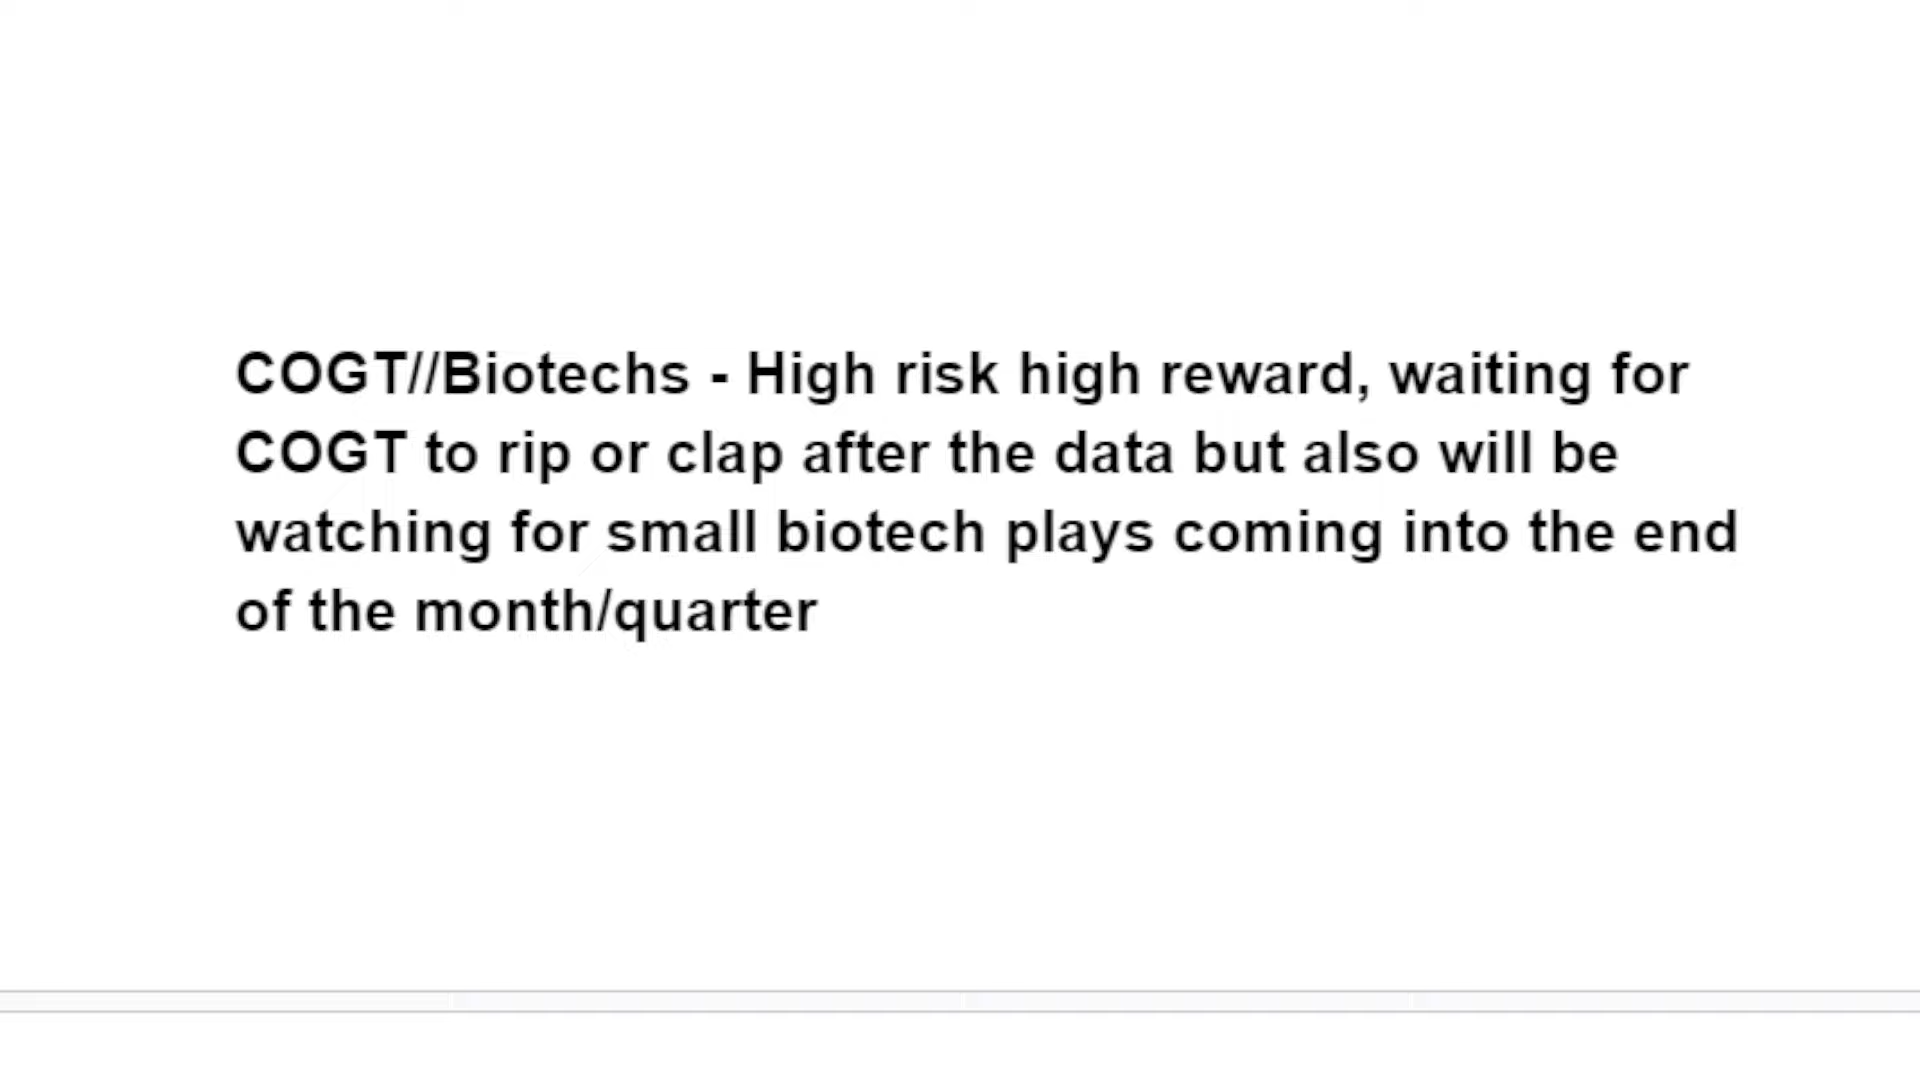 COGT//Biotechs - High risk high reward, waiting for
COGT to rip or clap after the data but also will be
watching for small biotech plays coming into the end
of the month/quarter